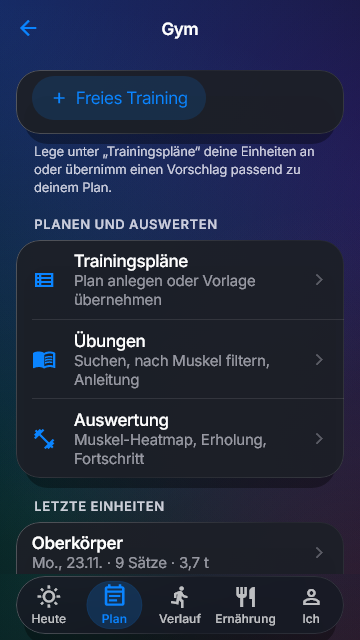 Gym
+ Freies Training
Lege unter „Trainingspläne“ deine Einheiten an
oder übernimm einen Vorschlag passend zu
deinem Plan.
PLANEN UND AUSWERTEN
Trainingspläne
Plan anlegen oder Vorlage
übernehmen
Übungen
Suchen, nach Muskel filtern,
Anleitung
Auswertung
Muskel-Heatmap, Erholung,
Fortschritt
LETZTE EINHEITEN
Oberkörper
Mo., 23.11. · 9 Sätze · 3,7 t
Heute Plan Verlauf Ernährung Ich